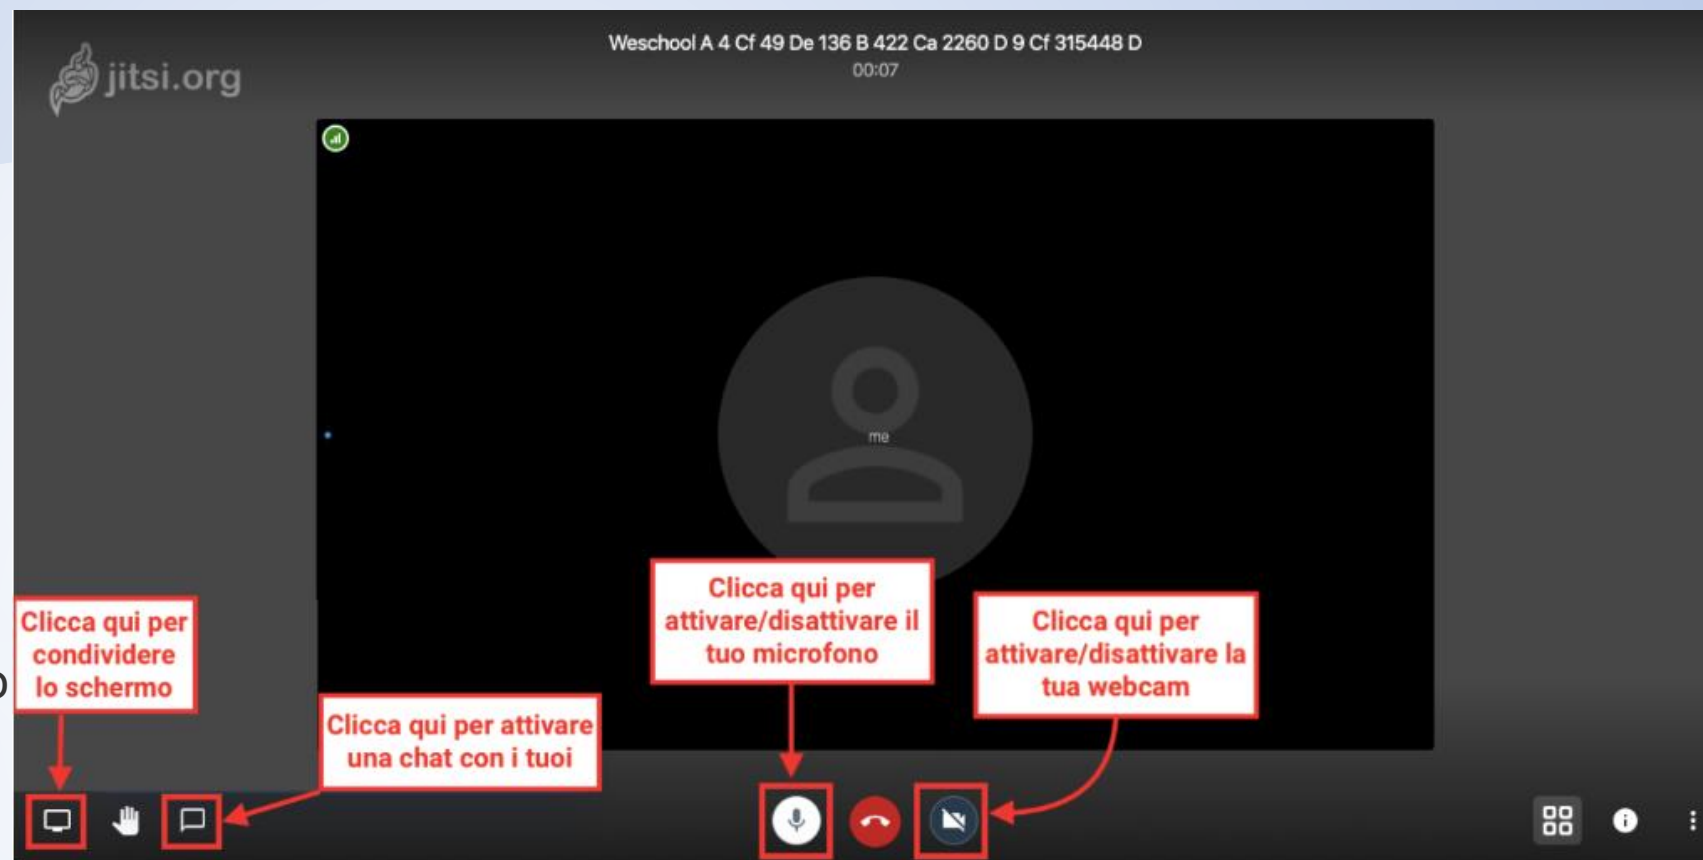 jitsi.org
Weschool A 4 Cf 49 De 136 B 422 Ca 2260 D 9 Cf 315448 D
00:07
me
Clicca qui per
condividere
lo schermo
Clicca qui per attivare
una chat con i tuoi
Clicca qui per
attivare/disattivare il
tuo microfono
Clicca qui per
attivare/disattivare la
tua webcam